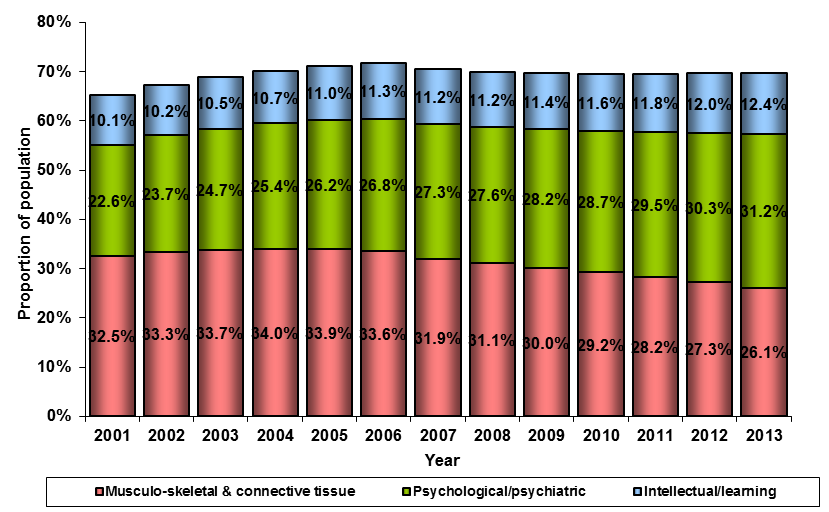 80%
70%
60%
50%
40%
30%
20%
10%
0%
Proportion of population
10.1% 10.2% 10.5% 10.7% 11.0% 11.3% 11.2% 11.2% 11.4% 11.6% 11.8% 12.0% 12.4%
22.6% 23.7% 24.7% 25.4% 26.2% 26.8% 27.3% 27.6% 28.2% 28.7% 29.5% 30.3% 31.2%
32.5% 33.3% 33.7% 34.0% 33.9% 33.6% 31.9% 31.1% 30.0% 29.2% 28.2% 27.3% 26.1%
2001 2002 2003 2004 2005 2006 2007 2008 2009 2010 2011 2012 2013
Year
Musculo-skeletal & connective tissue Psychological/psychiatric Intellectual/learning